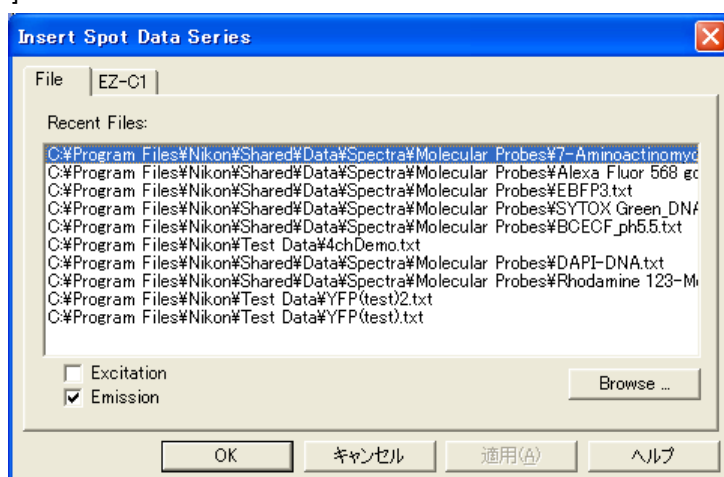 ]
Insert Spot Data Series
File EZ-C1
Recent Files:
C:¥Program Files¥Nikon¥Shared¥Data¥Spectra¥Molecular Probes¥7-Aminoactinomyc
C:¥Program Files¥Nikon¥Shared¥Data¥Spectra¥Molecular Probes¥Alexa Fluor 568 go
C:¥Program Files¥Nikon¥Shared¥Data¥Spectra¥Molecular Probes¥EBFP3.txt
C:¥Program Files¥Nikon¥Shared¥Data¥Spectra¥Molecular Probes¥SYTOX Green_DNA
C:¥Program Files¥Nikon¥Shared¥Data¥Spectra¥Molecular Probes¥BCECF_ph5.5.txt
C:¥Program Files¥Nikon¥Test Data¥4chDemo.txt
C:¥Program Files¥Nikon¥Shared¥Data¥Spectra¥Molecular Probes¥DAPI-DNA.txt
C:¥Program Files¥Nikon¥Shared¥Data¥Spectra¥Molecular Probes¥Rhodamine 123-M
C:¥Program Files¥Nikon¥Test Data¥YFP(test)2.txt
C:¥Program Files¥Nikon¥Test Data¥YFP(test).txt
Excitation
Emission
Browse ...
OK キャンセル 適用(A) ヘルプ